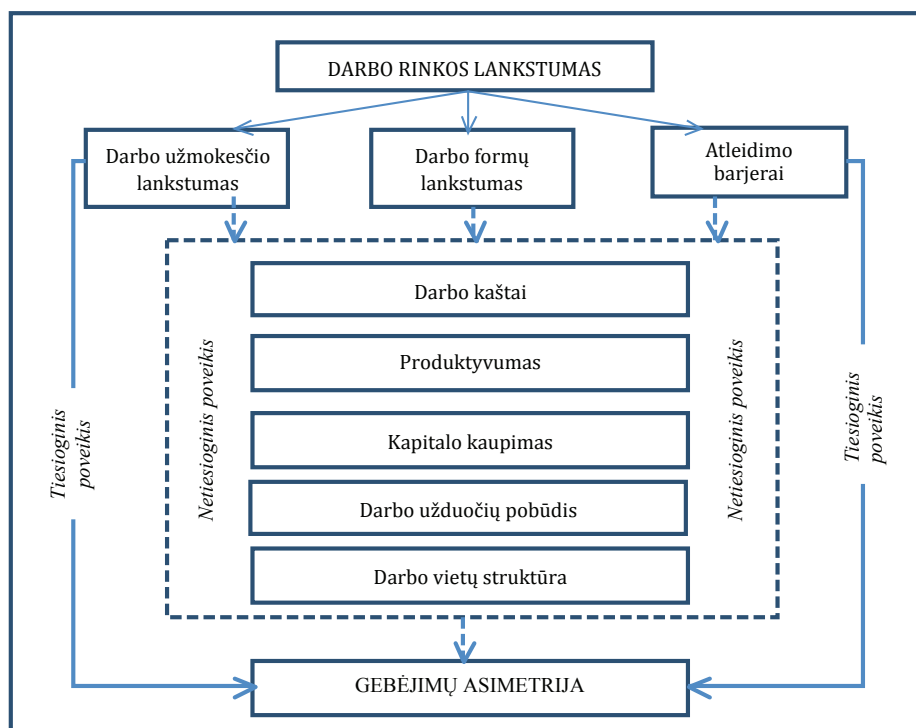 DARBO RINKOS LANKSTUMAS
Darbo užmokesčio
lankstumas
Darbo formų
lankstumas
Atleidimo
barjerai
Tiesioginis
poveikis
Netiesioginis poveikis
Darbo kaštai
Produktyvumas
Kapitalo kaupimas
Darbo užduočių pobūdis
Darbo vietų struktūra
Netiesioginis poveikis
Tiesioginis
poveikis
GEBĖJIMŲ ASIMETRIJA